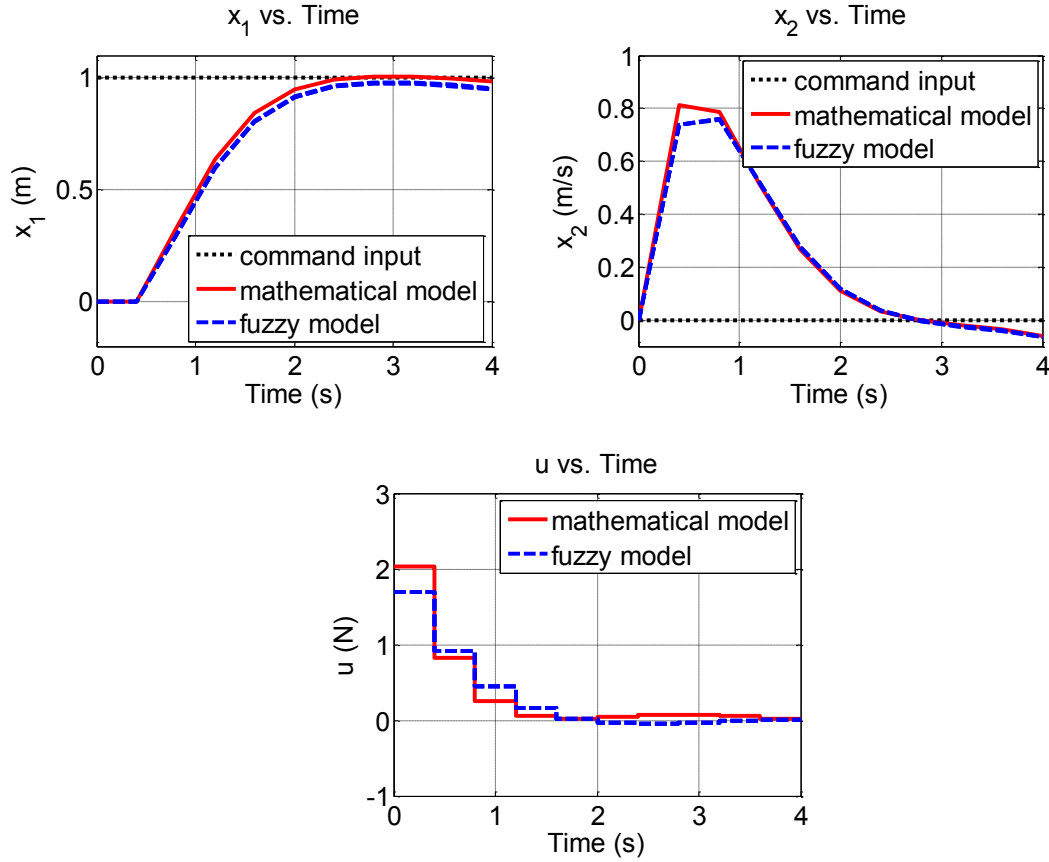 x1 vs. Time
1
0.5
0
x1 (m)
command input
mathematical model
fuzzy model
0 1 2 3 4
Time (s)
x2 vs. Time
1
0.8
0.6
0.4
0.2
0
x2 (m/s)
command input
mathematical model
fuzzy model
0 1 2 3 4
Time (s)
u vs. Time
3
2
1
0
-1
u (N)
mathematical model
fuzzy model
0 1 2 3 4
Time (s)